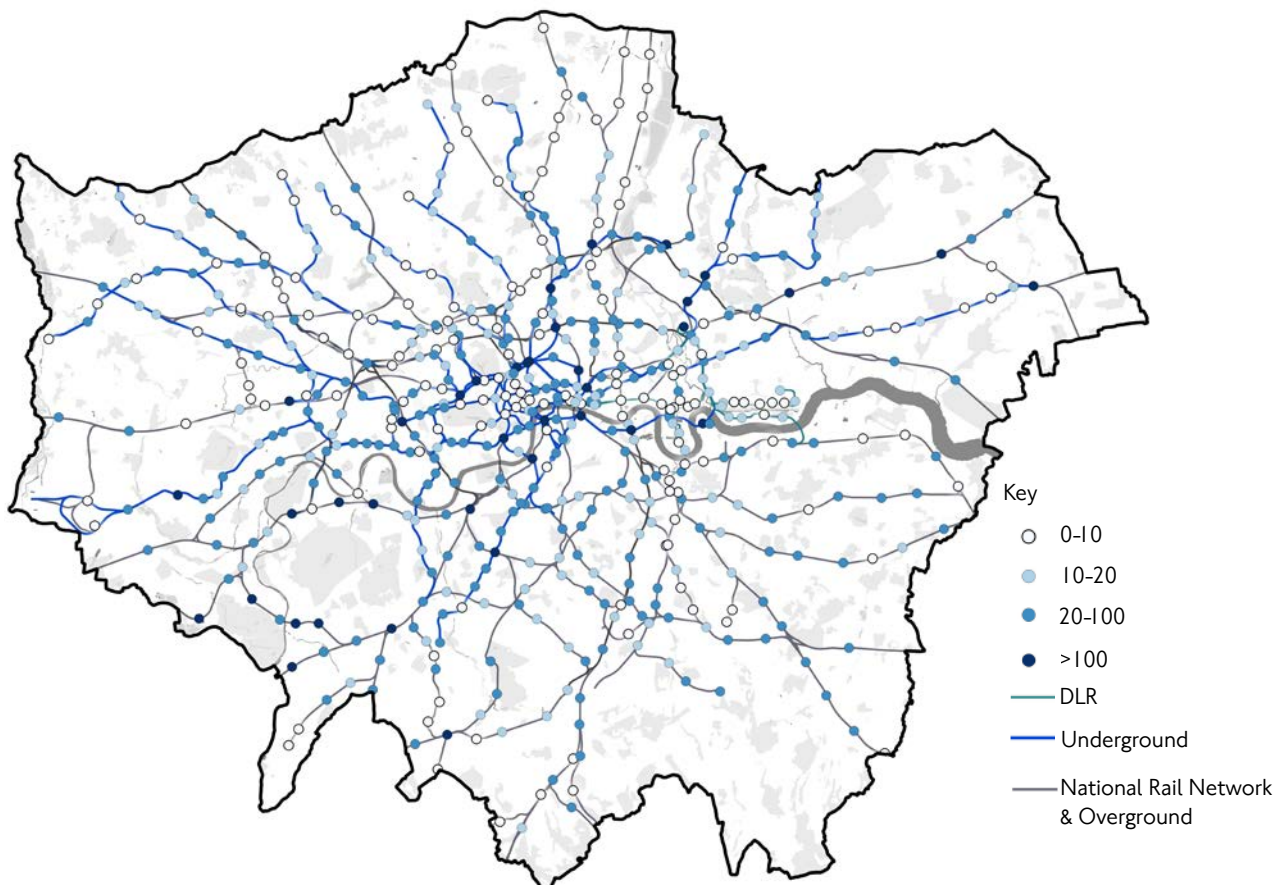 Key
0-10
10-20
20-100
>100
DLR
Underground
National Rail Network
& Overground